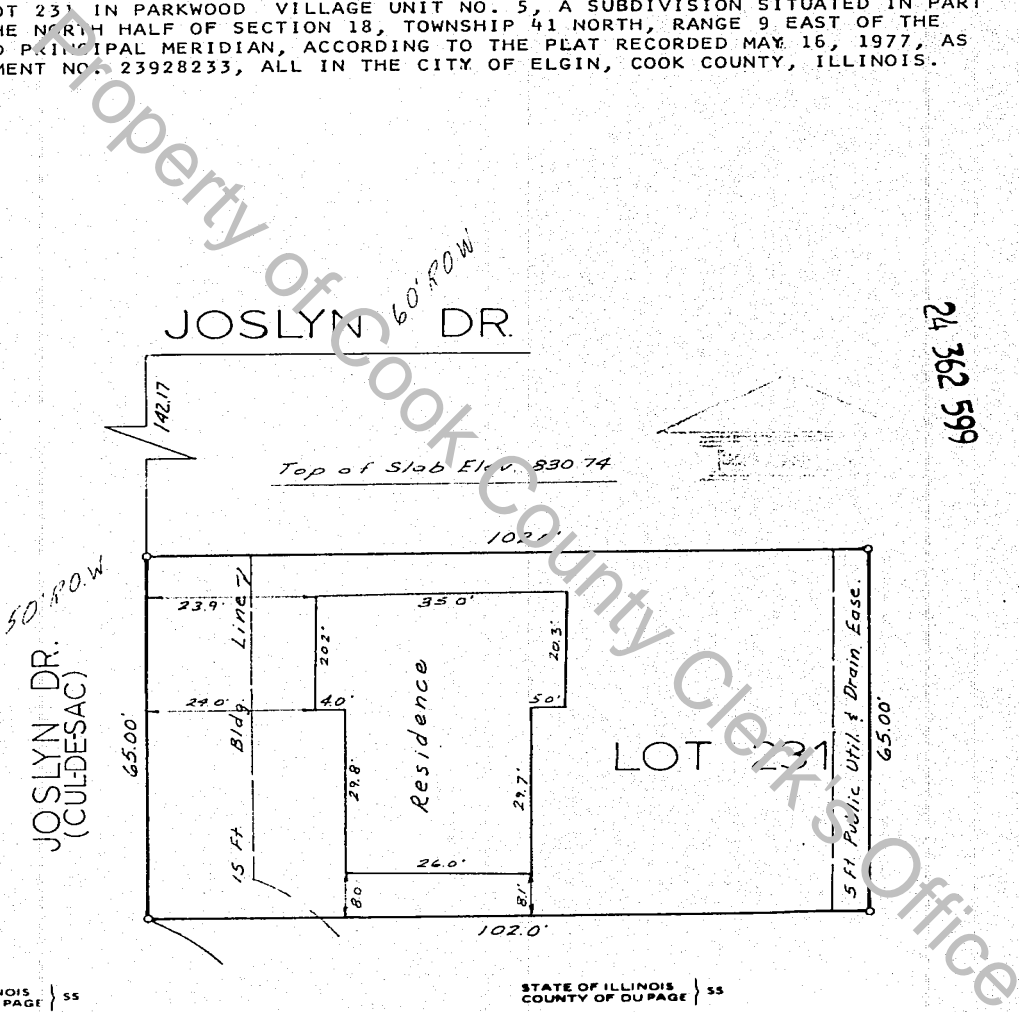 OT 231 IN PARKWOOD VILLAGE UNIT NO. 5, A SUBDIVISION SITUATED IN PART
HE NORTH HALF OF SECTION 18, TOWNSHIP 41 NORTH, RANGE 9 EAST OF THE
D PRINCIPAL MERIDIAN, ACCORDING TO THE PLAT RECORDED MAY 16, 1977, AS
MENT NO. 23928233, ALL IN THE CITY OF ELGIN, COOK COUNTY, ILLINOIS.
Property of Cook County Clerk's Office
60' ROW
JOSLYN DR.
24 362 599
142.17
Top of Slab Elev. 830.74
102.1'
50' R.O.W.
23.9'
35.0'
20.2'
20.3'
15 Ft. Bldg. Line
Residence
5 Ft. Public Util. & Drain. Ease.
24.0'
4.0'
5.0'
JOSLYN DR.
(CUL-DE-SAC)
65.00'
65.00'
LOT 231
29.8'
29.7'
26.0'
8.0'
8.1'
102.0'
NOIS
PAGE } SS
STATE OF ILLINOIS
COUNTY OF DU PAGE } SS